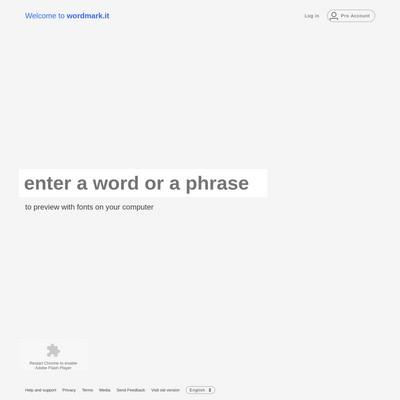 Welcome to wordmark.it
Log in
Pro Account
enter a word or a phrase
to preview with fonts on your computer
Restart Chrome to enable
Adobe Flash Player
Help and support Privacy Terms Media Send Feedback Visit old version English